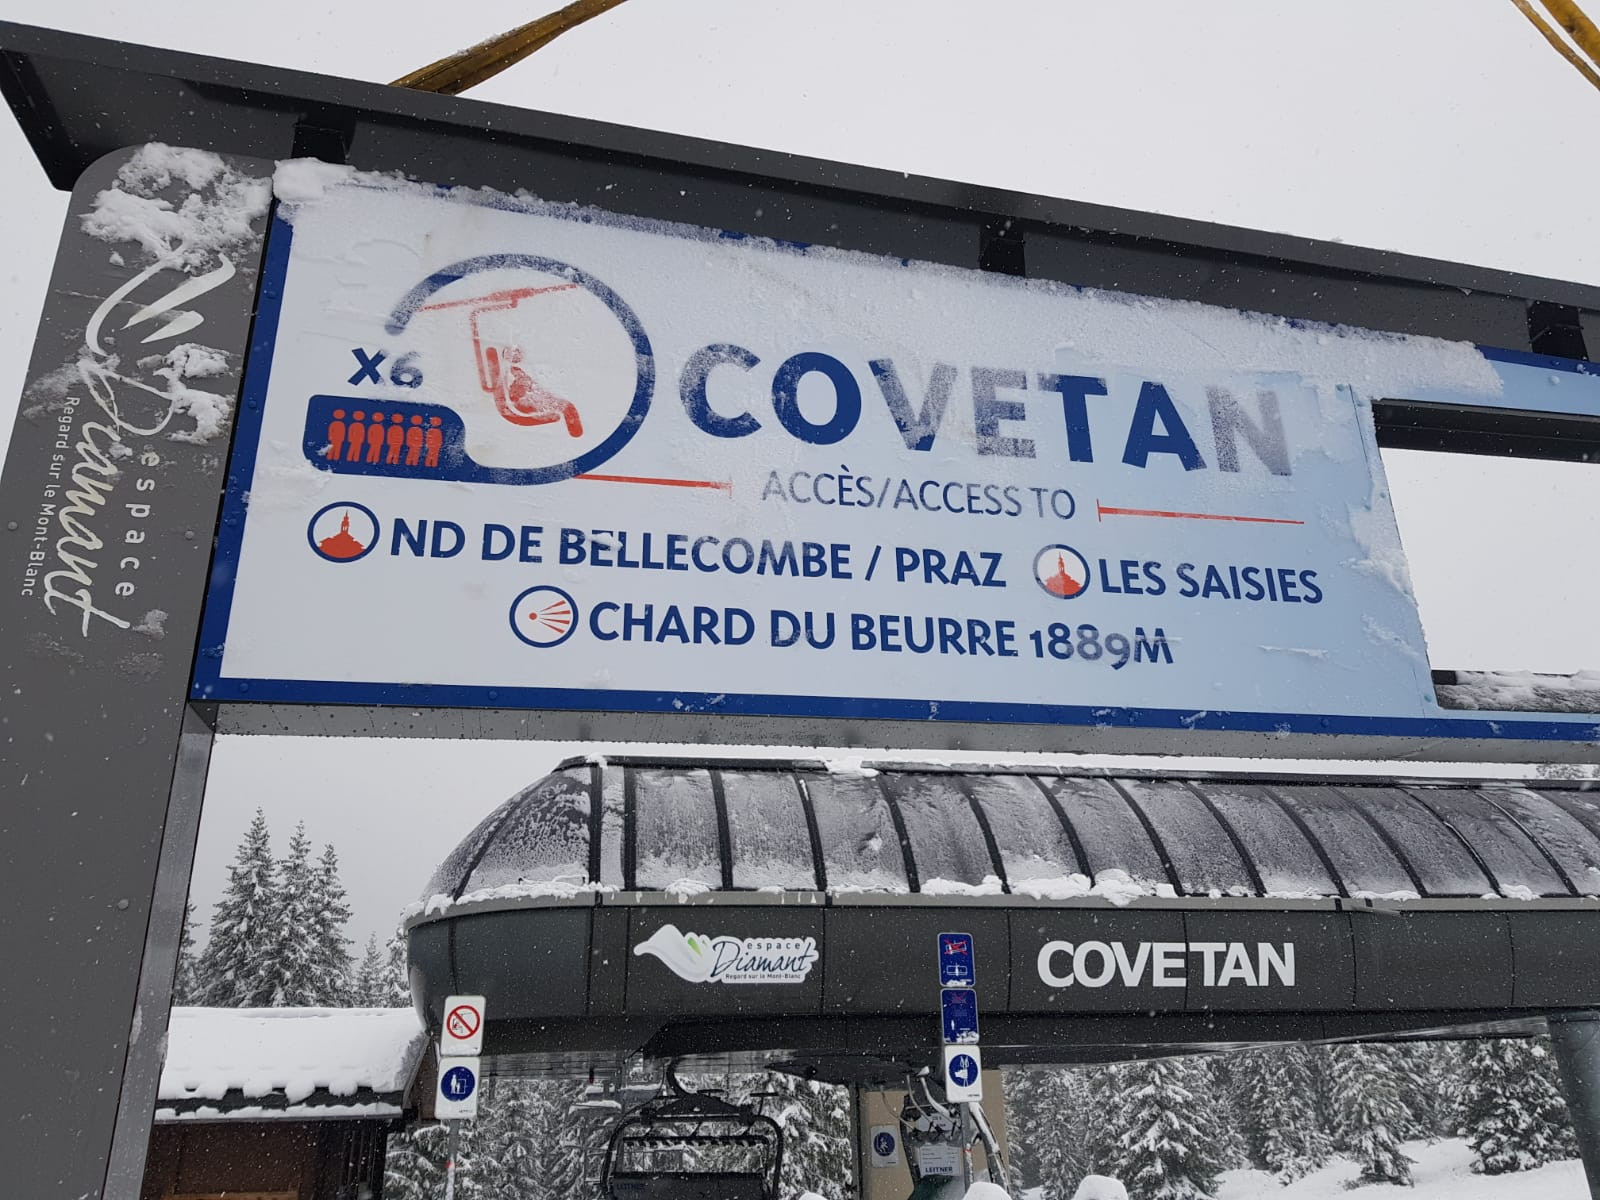 espace
Diamant
Regard sur le Mont-Blanc
X6
COVETAN
ACCÈS/ACCESS TO
ND DE BELLECOMBE / PRAZ LES SAISIES
CHARD DU BEURRE 1889M
espace
Diamant
Regard sur le Mont-Blanc
COVETAN
LEITNER
LEITNER